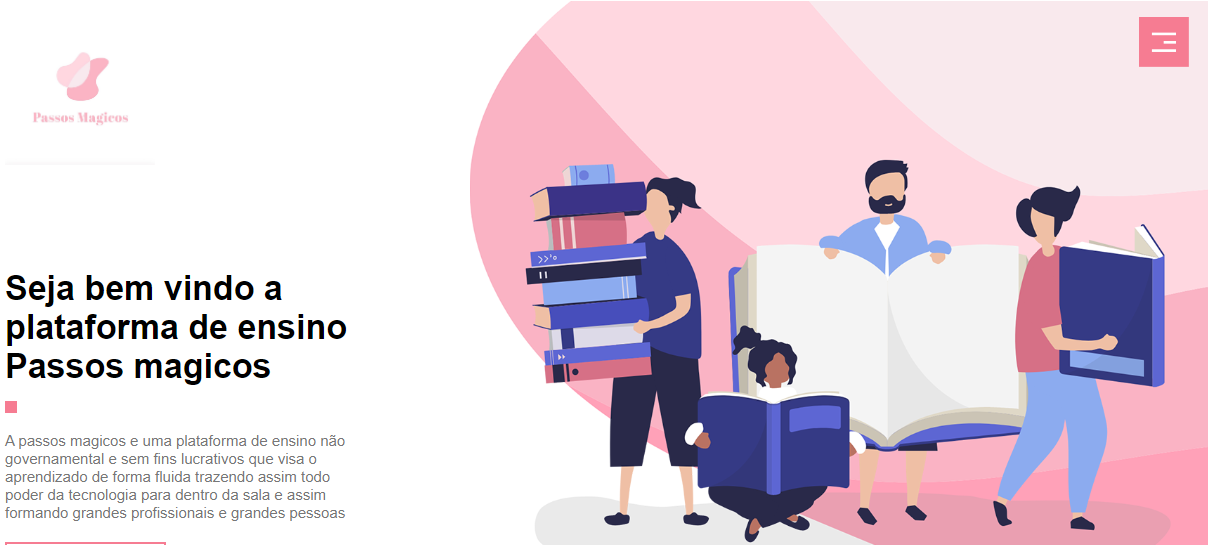 Passos Magicos
Seja bem vindo a
plataforma de ensino
Passos magicos
A passos magicos e uma plataforma de ensino não
governamental e sem fins lucrativos que visa o
aprendizado de forma fluida trazendo assim todo
poder da tecnologia para dentro da sala e assim
formando grandes profissionais e grandes pessoas